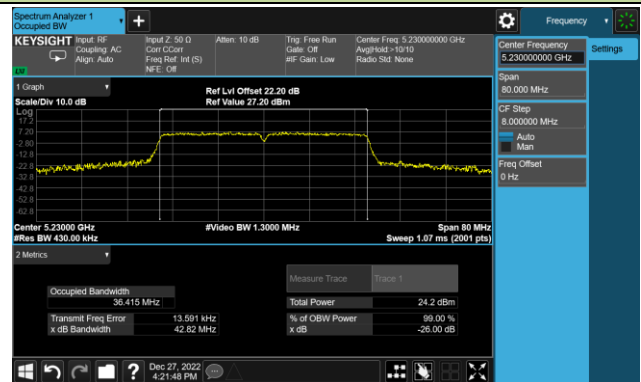 Spectrum Analyzer 1
Occupied BW
Frequency
KEYSIGHT
Input: RF
Coupling: AC
Align: Auto
Input Z: 50 Ω
Corr CCorr
Freq Ref: Int (S)
NFE: Off
Atten: 10 dB
Trig: Free Run
Gate: Off
#IF Gain: Low
Center Freq: 5.230000000 GHz
Avg|Hold:>10/10
Radio Std: None
LW
Center Frequency
5.230000000 GHz
Settings
Span
80.000 MHz
CF Step
8.000000 MHz
Auto
Man
Freq Offset
0 Hz
1 Graph
Scale/Div 10.0 dB
Ref Lvl Offset 22.20 dB
Ref Value 27.20 dBm
Log
17.2
7.20
-2.80
-12.8
-22.8
-32.8
-42.8
-52.8
-62.8
Center 5.23000 GHz
#Video BW 1.3000 MHz
Span 80 MHz
#Res BW 430.00 kHz
Sweep 1.07 ms (2001 pts)
2 Metrics
Measure Trace
Trace 1
Occupied Bandwidth
36.415 MHz
Total Power
24.2 dBm
Transmit Freq Error
13.591 kHz
% of OBW Power
99.00 %
x dB Bandwidth
42.82 MHz
x dB
-26.00 dB
?
Dec 27, 2022
4:21:48 PM